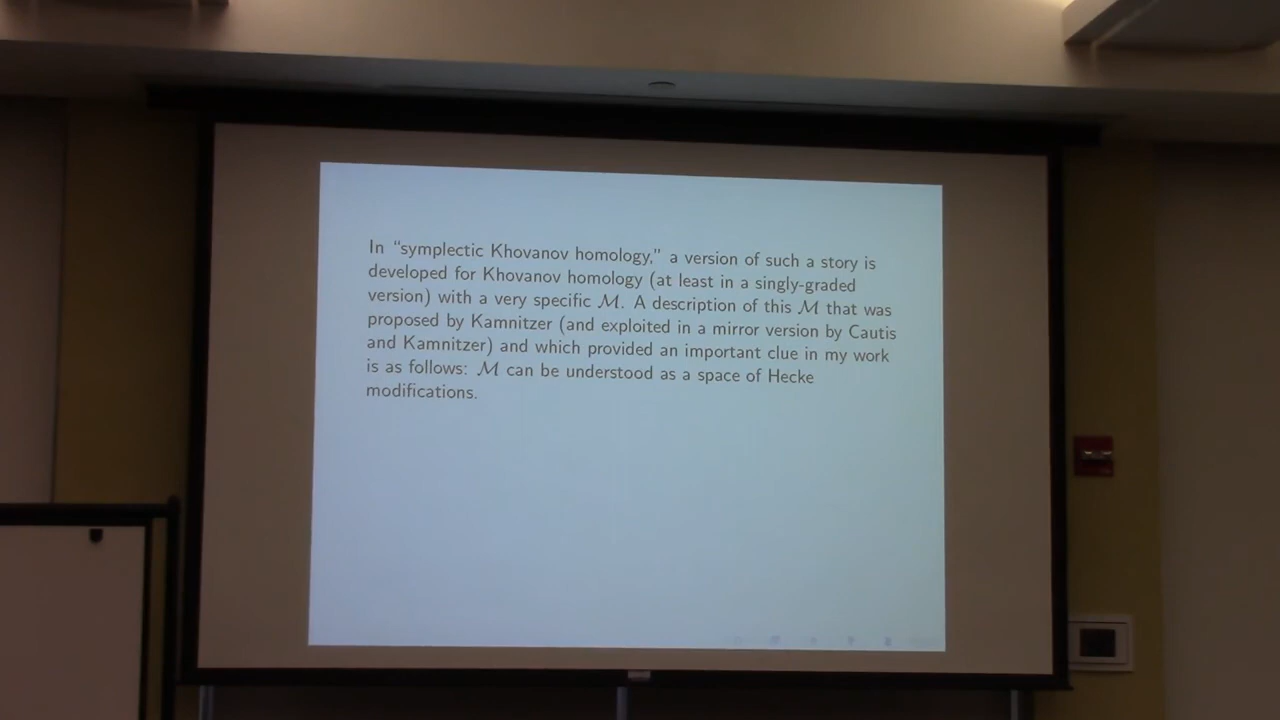 In “symplectic Khovanov homology,” a version of such a story is
developed for Khovanov homology (at least in a singly-graded
version) with a very specific ℳ. A description of this ℳ that was
proposed by Kamnitzer (and exploited in a mirror version by Cautis
and Kamnitzer) and which provided an important clue in my work
is as follows: ℳ can be understood as a space of Hecke
modifications.